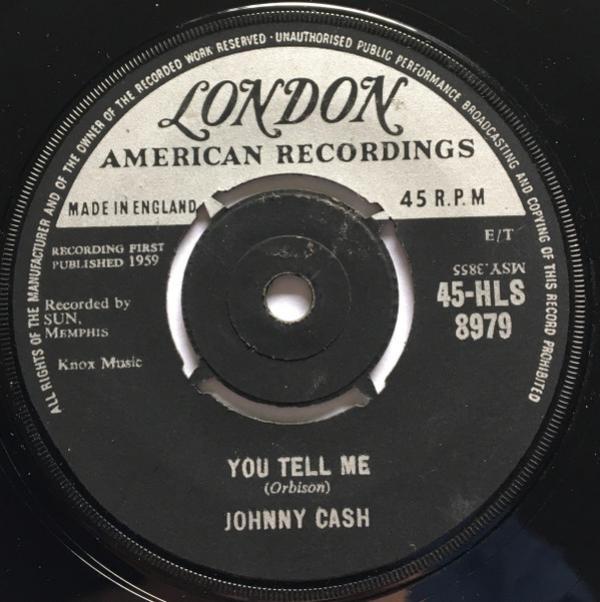 ALL RIGHTS OF THE MANUFACTURER AND OF THE OWNER OF THE RECORDED WORK RESERVED · UNAUTHORISED PUBLIC PERFORMANCE BROADCASTING AND COPYING OF THIS RECORD PROHIBITED
LONDON
AMERICAN RECORDINGS
MADE IN ENGLAND
45 R.P.M
RECORDING FIRST
PUBLISHED 1959
E/T
MSY.3855
45-HLS
8979
Recorded by
SUN,
MEMPHIS
Knox Music
YOU TELL ME
(Orbison)
JOHNNY CASH